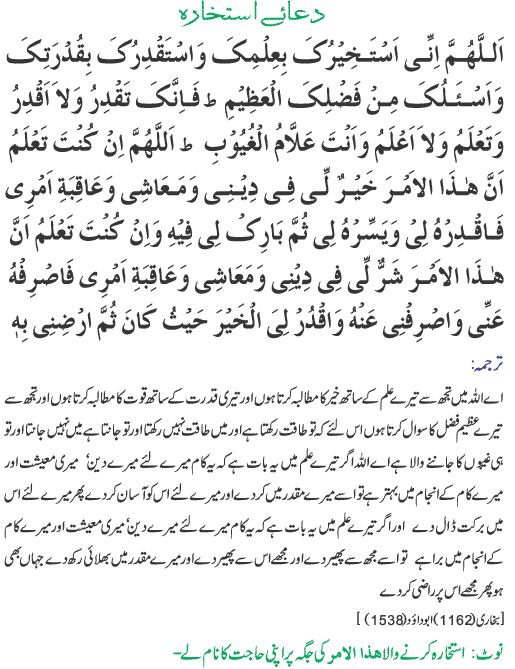 دعائے استخارہ
اَللّٰهُمَّ اِنِّی اَسْتَخِیْرُکَ بِعِلْمِکَ وَاسْتَقْدِرُکَ بِقُدْرَتِکَ
وَاَسْئَلُکَ مِنْ فَضْلِکَ الْعَظِیْمِ ط فَاِنَّکَ تَقْدِرُ وَلَا اَقْدِرُ
وَتَعْلَمُ وَلَا اَعْلَمُ وَاَنْتَ عَلَّامُ الْغُیُوْبِ ط اَللّٰهُمَّ اِنْ کُنْتَ تَعْلَمُ
اَنَّ هٰذَا الْاَمْرَ خَیْرٌ لِّی فِی دِیْنِی وَمَعَاشِی وَعَاقِبَةِ اَمْرِی
فَاقْدِرْهُ لِیْ وَیَسِّرْهُ لِی ثُمَّ بَارِکْ لِی فِیْهِ وَاِنْ کُنْتَ تَعْلَمُ اَنَّ
هٰذَا الْاَمْرَ شَرٌّ لِّی فِی دِیْنِی وَمَعَاشِی وَعَاقِبَةِ اَمْرِی فَاصْرِفْهُ
عَنِّی وَاصْرِفْنِی عَنْهُ وَاقْدُرْ لِیَ الْخَیْرَ حَیْثُ کَانَ ثُمَّ ارْضِنِی بِهٖ
ترجمہ:
اے اللہ میں تجھ سے تیرے علم کے ساتھ خیر کا مطالبہ کرتا ہوں اور تیری قدرت کے ساتھ قوت کا مطالبہ کرتا ہوں اور تجھ سے
تیرے عظیم فضل کا سوال کرتا ہوں اس لئے کہ تو طاقت رکھتا ہے اور میں طاقت نہیں رکھتا اور تو جانتا ہے میں نہیں جانتا اور تو
ہی غیبوں کا جاننے والا ہے اے اللہ اگر تیرے علم میں یہ بات ہے کہ یہ کام میرے لئے میرے دین' میری معیشت اور
میرے کام کے انجام میں بہتر ہے تو اسے میرے مقدر میں کر دے اور میرے لئے اس کو آسان کر دے پھر میرے لئے اس
میں برکت ڈال دے اور اگر تیرے علم میں یہ بات ہے کہ یہ کام میرے لئے میرے دین' میری معیشت اور میرے کام
کے انجام میں برا ہے تو اسے مجھ سے پھیر دے اور مجھے اس سے پھیر دے اور میرے مقدر میں بھلائی رکھ دے جہاں بھی
ہو پھر مجھے اس پر راضی کر دے
[بخاری (1162) ابوداؤد (1538) ]
نوٹ: استخارہ کرنے والا هذا الامر کی جگہ پر اپنی حاجت کا نام لے-